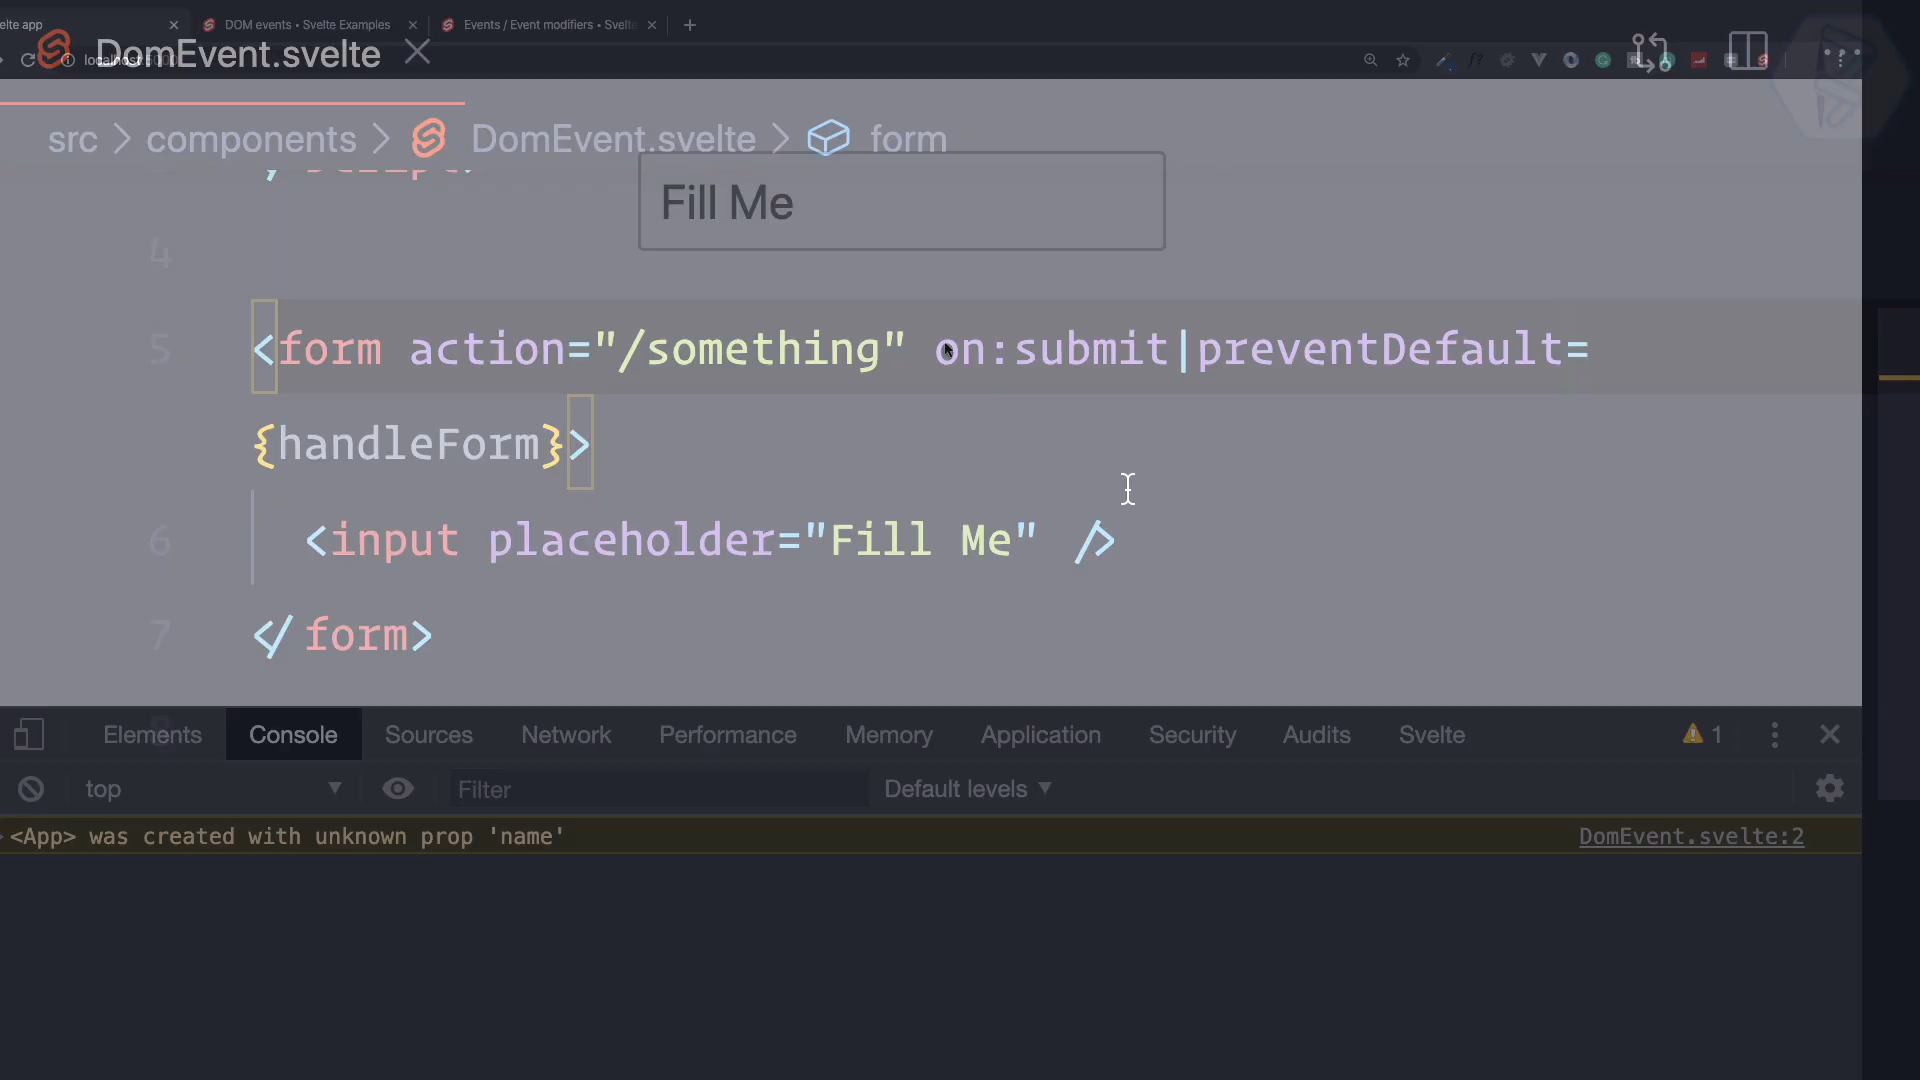 elte app
DOM events • Svelte Examples
Events / Event modifiers • Svelte
DomEvent.svelte
src > components > DomEvent.svelte > form
Fill Me
4
5 <form action="/something" on:submit|preventDefault=
{handleForm}>
6 <input placeholder="Fill Me" />
7 </form>
8
Elements Console Sources Network Performance Memory Application Security Audits Svelte 1
top Filter Default levels
<App> was created with unknown prop 'name' DomEvent.svelte:2